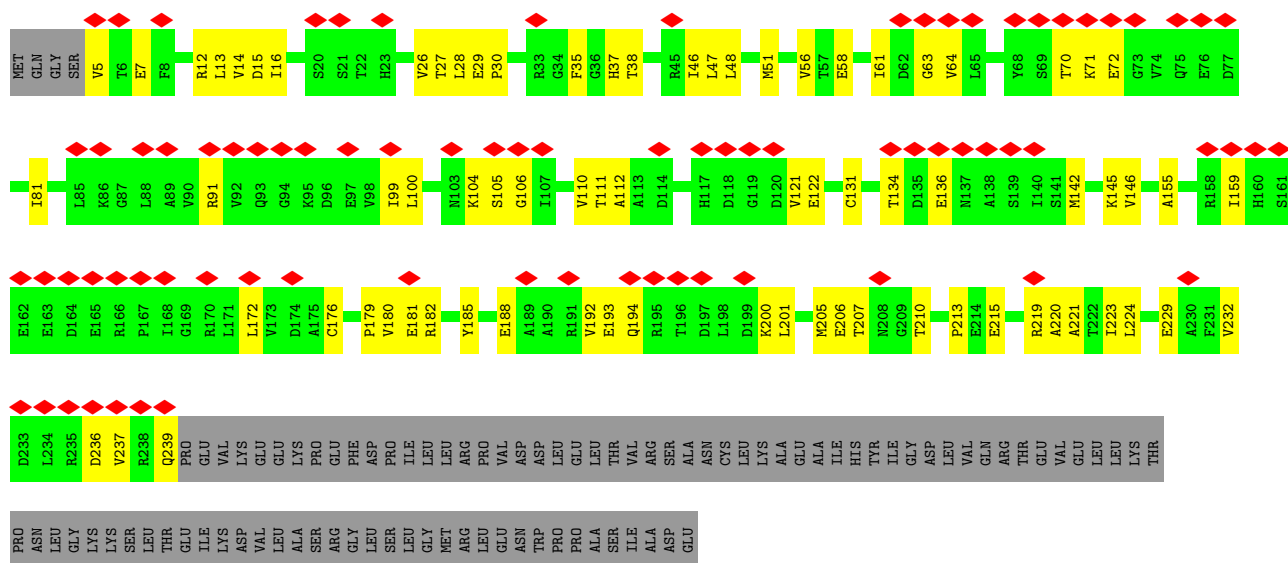 MET GLN GLY SER V5 T6 E7 F8 R12 L13 V14 D15 I16 S20 S21 T22 H23 V26 T27 L28 E29 P30 R33 G34 F35 G36 H37 T38 R45 I46 L47 L48 M51 V56 T57 E58 I61 D62 G63 V64 L65 Y68 S69 T70 K71 E72 G73 V74 Q75 E76 D77
I81 L85 K86 G87 L88 A89 V90 R91 V92 Q93 G94 K95 D96 E97 V98 I99 L100 N103 K104 S105 G106 I107 V110 T111 A112 A113 D114 H117 D118 G119 D120 V121 E122 C131 T134 D135 E136 N137 A138 S139 I140 S141 M142 K145 V146 A155 R158 I159 H160 S161
E162 E163 D164 E165 R166 P167 I168 G169 R170 L171 L172 V173 D174 A175 C176 P179 V180 E181 R182 Y185 E188 A189 A190 R191 V192 E193 Q194 R195 T196 D197 L198 D199 K200 L201 M205 E206 T207 N208 G209 T210 P213 E214 E215 R219 A220 A221 T222 I223 L224 E229 A230 F231 V232
D233 L234 R235 D236 V237 R238 Q239 PRO GLU VAL LYS GLU GLU LYS PRO GLU PHE ASP PRO ILE LEU LEU ARG PRO VAL ASP ASP LEU GLU LEU THR VAL ARG SER ALA ASN CYS LEU LYS ALA GLU ALA ILE HIS TYR ILE GLY ASP LEU VAL GLN ARG THR GLU VAL GLU LEU LEU LYS THR
PRO ASN LEU GLY LYS LYS SER LEU THR GLU ILE LYS ASP VAL LEU ALA SER ARG GLY LEU SER LEU GLY MET ARG LEU GLU ASN TRP PRO PRO ALA SER ILE ALA ASP GLU